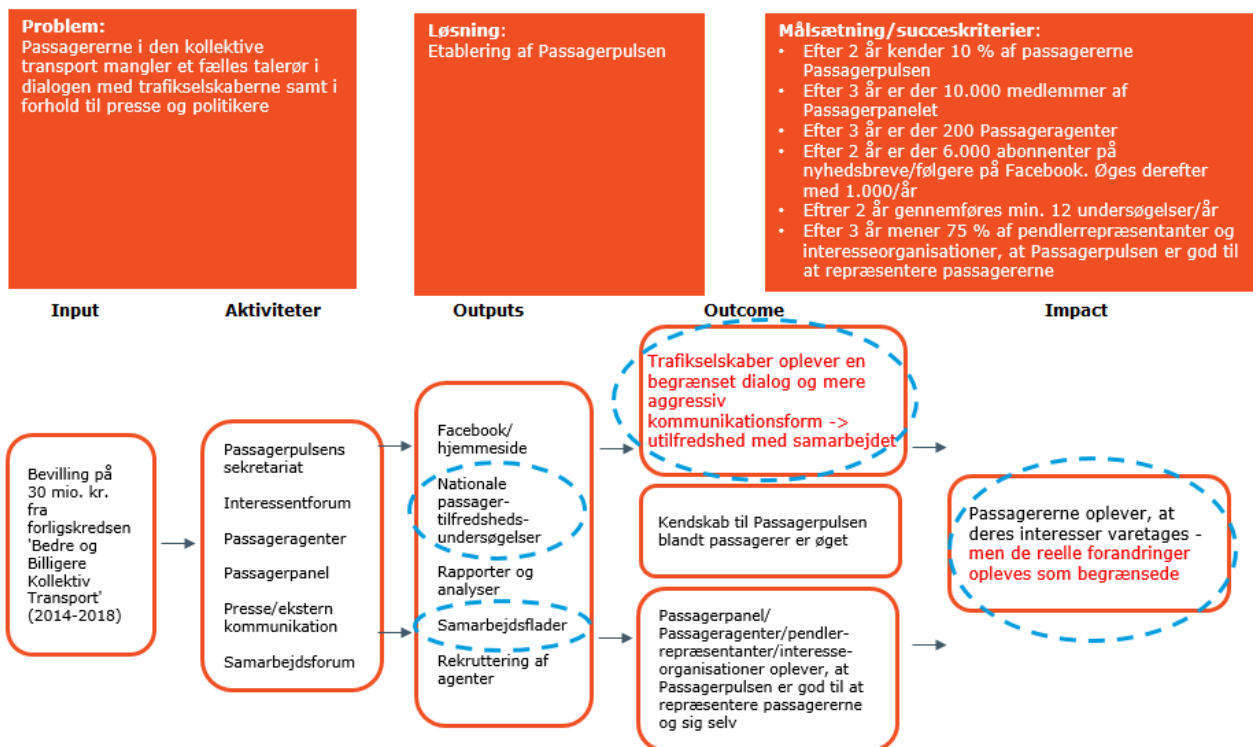 Problem:
Passagererne i den kollektive
transport mangler et fælles talerør i
dialogen med trafikselskaberne samt i
forhold til presse og politikere
Løsning:
Etablering af Passagerpulsen
Målsætning/succeskriterier:
• Efter 2 år kender 10 % af passagererne
Passagerpulsen
• Efter 3 år er der 10.000 medlemmer af
Passagerpanelet
• Efter 3 år er der 200 Passageragenter
• Efter 2 år er der 6.000 abonnenter på
nyhedsbreve/følgere på Facebook. Øges derefter
med 1.000/år
• Eftrer 2 år gennemføres min. 12 undersøgelser/år
• Efter 3 år mener 75 % af pendlerrepræsentanter og
interesseorganisationer, at Passagerpulsen er god til
at repræsentere passagererne
Input
Aktiviteter
Outputs
Outcome
Impact
Bevilling på
30 mio. kr.
fra
forligskredsen
'Bedre og
Billigere
Kollektiv
Transport'
(2014-2018)
Passagerpulsens
sekretariat
Interessentforum
Passageragenter
Passagerpanel
Presse/ekstern
kommunikation
Samarbejdsforum
Facebook/
hjemmeside
Nationale
passager-
tilfredsheds-
undersøgelser
Rapporter og
analyser
Samarbejdsflader
Rekruttering af
agenter
Trafikselskaber oplever en
begrænset dialog og mere
aggressiv
kommunikationsform ->
utilfredshed med samarbejdet
Kendskab til Passagerpulsen
blandt passagerer er øget
Passagerpanel/
Passageragenter/pendler-
repræsentanter/interesse-
organisationer oplever, at
Passagerpulsen er god til at
repræsentere passagererne
og sig selv
Passagererne oplever, at
deres interesser varetages -
men de reelle forandringer
opleves som begrænsede